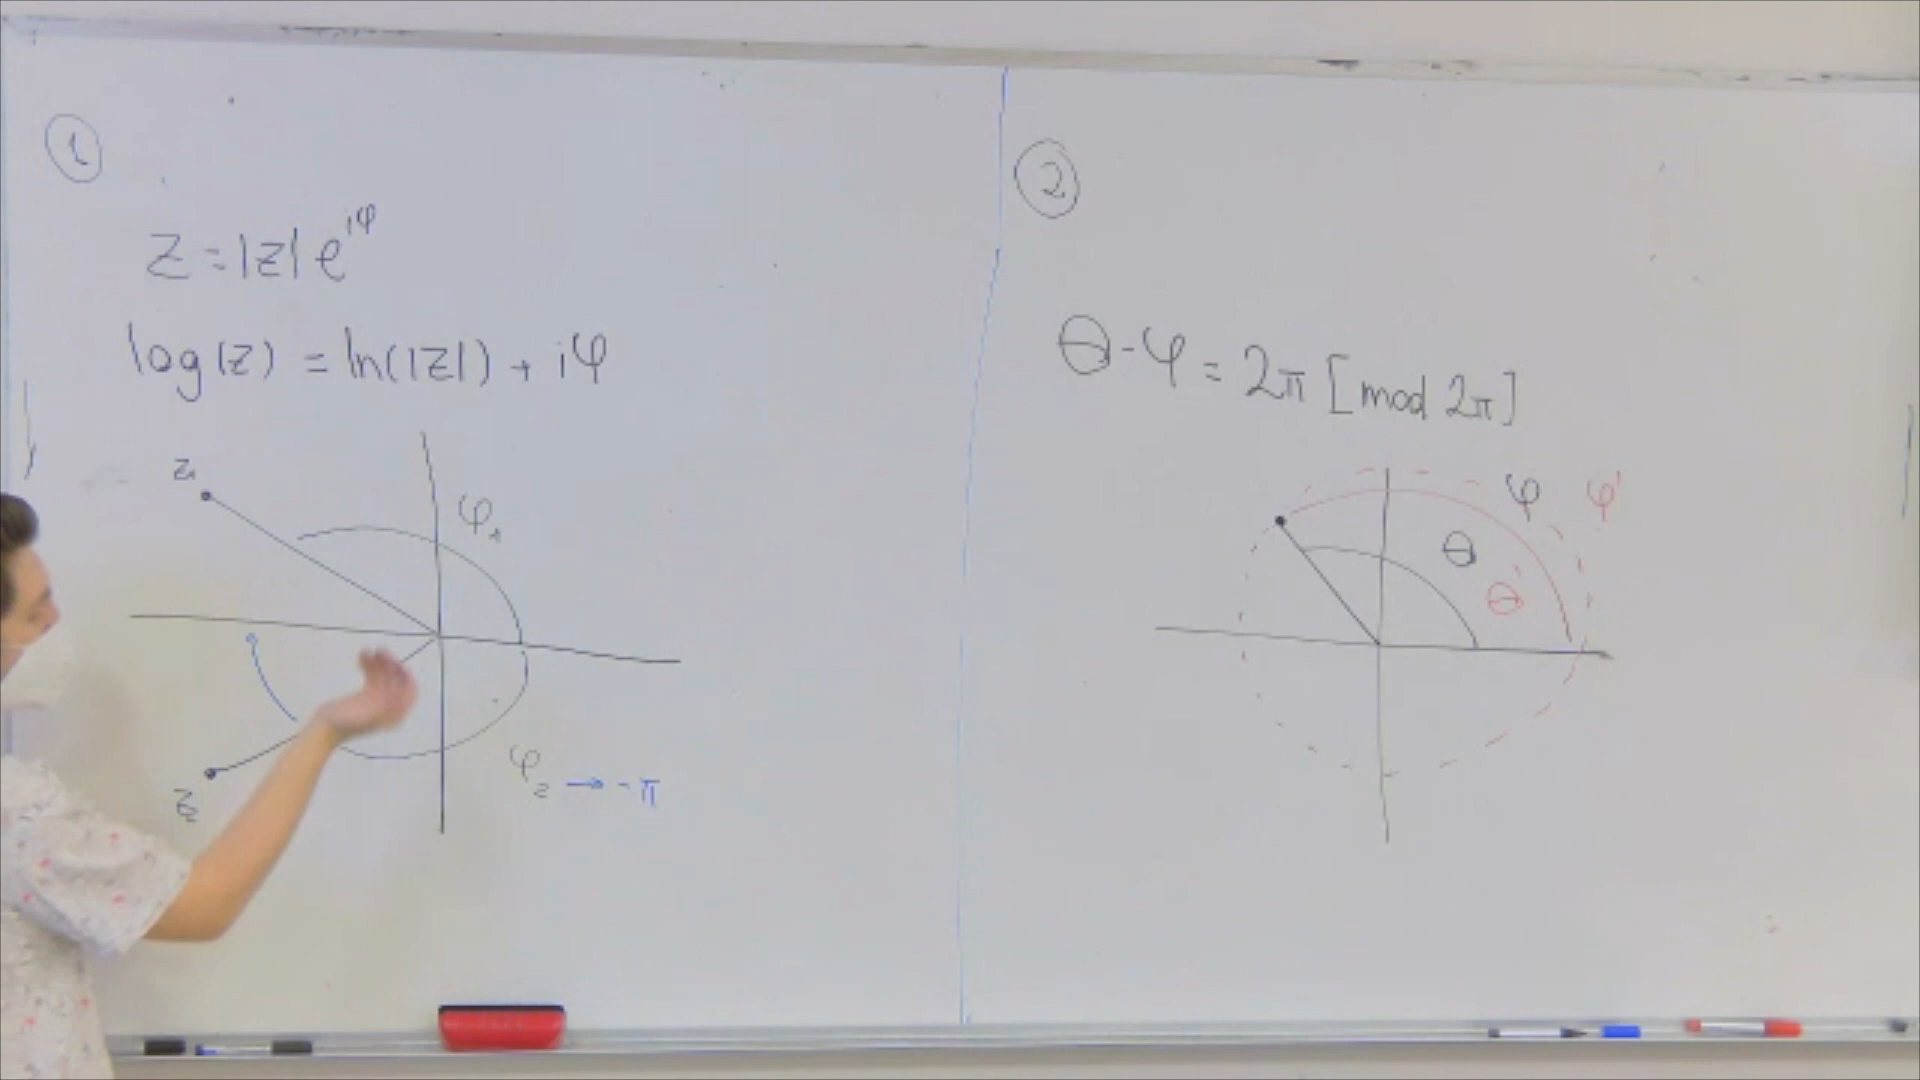 1
z = |z| e^{iφ}
log(z) = ln(|z|) + iφ
z₁
φ₁
φ₂ → -π
z₂
2
θ - φ = 2π [mod 2π]
φ φ'
θ
θ'